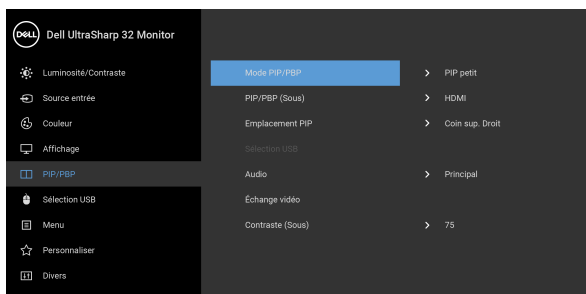 DELL Dell UltraSharp 32 Monitor
Luminosité/Contraste Mode PIP/PBP PIP petit
Source entrée PIP/PBP (Sous) HDMI
Couleur Emplacement PIP Coin sup. Droit
Affichage Sélection USB
PIP/PBP Audio Principal
Sélection USB Échange vidéo
Menu Contraste (Sous) 75
Personnaliser
Divers